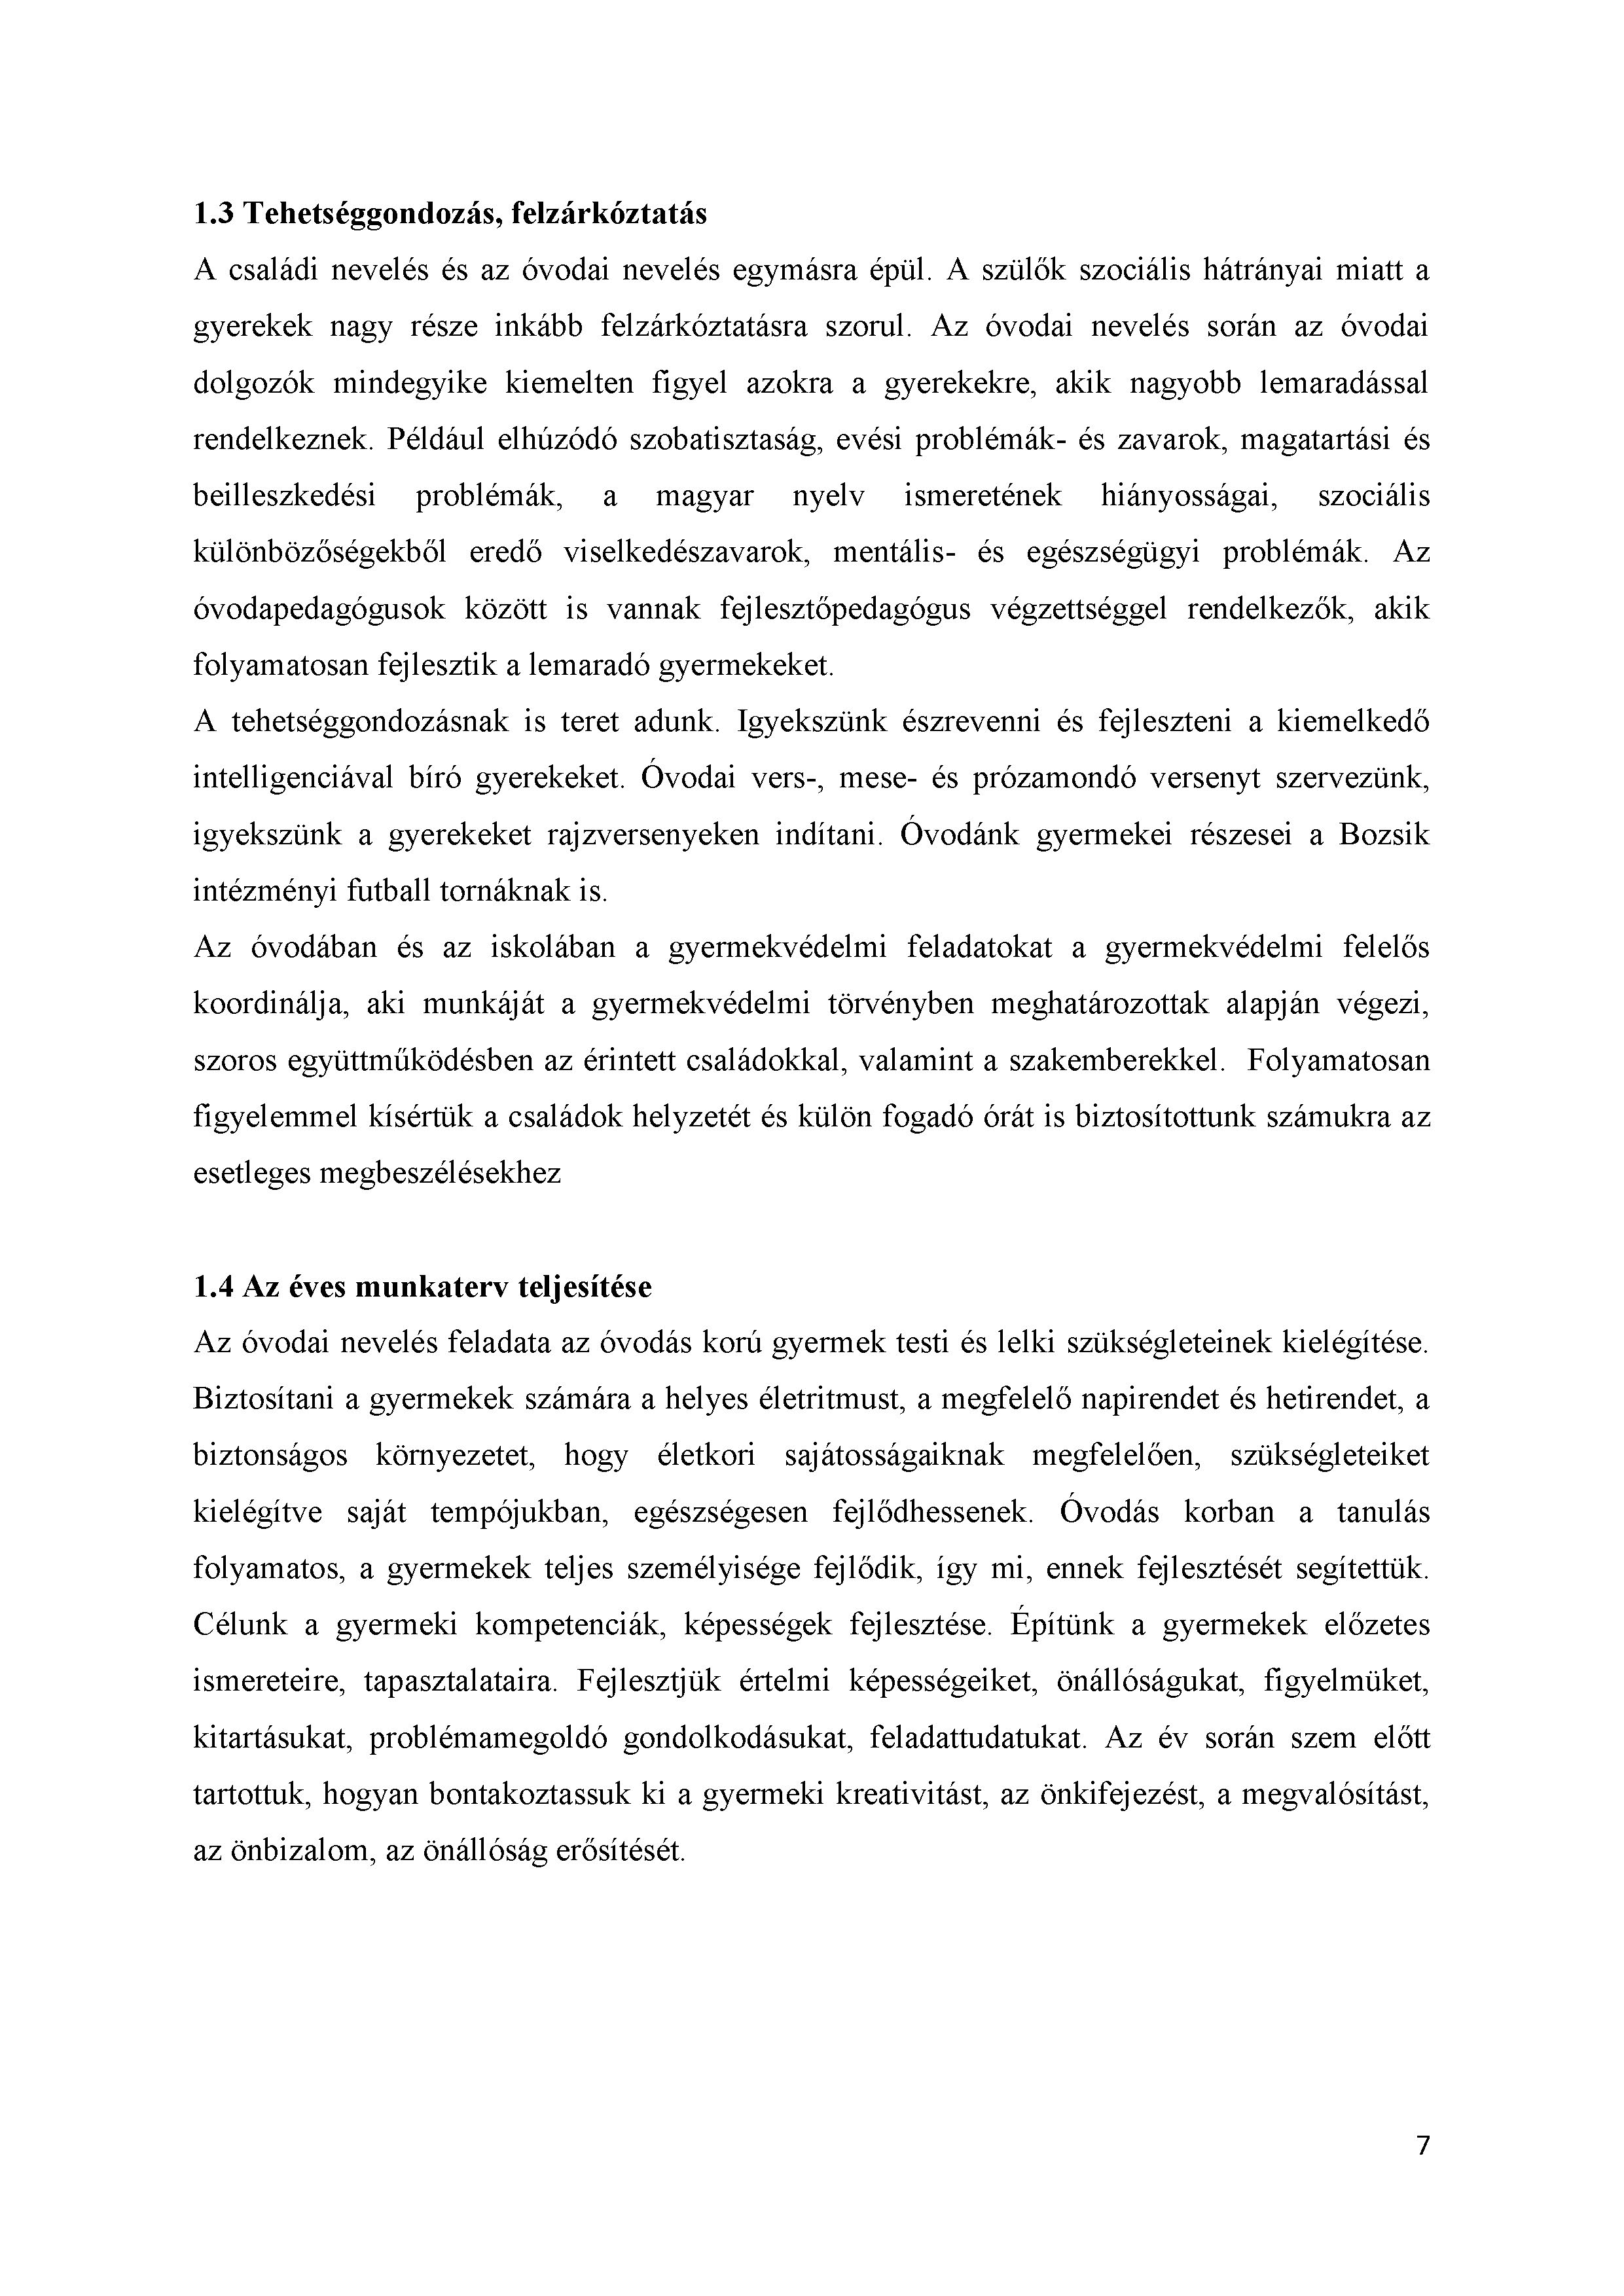 1.3 Tehetséggondozás, felzárkóztatás
A családi nevelés és az óvodai nevelés egymásra épül. A szülők szociális hátrányai miatt a
gyerekek nagy része inkább felzárkóztatásra szorul. Az óvodai nevelés során az óvodai
dolgozók mindegyike kiemelten figyel azokra a gyerekekre, akik nagyobb lemaradással
rendelkeznek. Például elhúzódó szobatisztaság, evési problémák- és zavarok, magatartási és
beilleszkedési problémák, a magyar nyelv ismeretének hiányosságai, szociális
különbözőségekből eredő viselkedészavarok, mentális- és egészségügyi problémák. Az
óvodapedagógusok között is vannak fejlesztőpedagógus végzettséggel rendelkezők, akik
folyamatosan fejlesztik a lemaradó gyermekeket.
A tehetséggondozásnak is teret adunk. Igyekszünk észrevenni és fejleszteni a kiemelkedő
intelligenciával bíró gyerekeket. Óvodai vers-, mese- és prózamondó versenyt szervezünk,
igyekszünk a gyerekeket rajzversenyeken indítani. Óvodánk gyermekei részesei a Bozsik
intézményi futball tornáknak is.
Az óvodában és az iskolában a gyermekvédelmi feladatokat a gyermekvédelmi felelős
koordinálja, aki munkáját a gyermekvédelmi törvényben meghatározottak alapján végezi,
szoros együttműködésben az érintett családokkal, valamint a szakemberekkel. Folyamatosan
figyelemmel kísértük a családok helyzetét és külön fogadó órát is biztosítottunk számukra az
esetleges megbeszélésekhez
1.4 Az éves munkaterv teljesítése
Az óvodai nevelés feladata az óvodás korú gyermek testi és lelki szükségleteinek kielégítése.
Biztosítani a gyermekek számára a helyes életritmust, a megfelelő napirendet és hetirendet, a
biztonságos környezetet, hogy életkori sajátosságaiknak megfelelően, szükségleteiket
kielégítve saját tempójukban, egészségesen fejlődhessenek. Óvodás korban a tanulás
folyamatos, a gyermekek teljes személyisége fejlődik, így mi, ennek fejlesztését segítettük.
Célunk a gyermeki kompetenciák, képességek fejlesztése. Építünk a gyermekek előzetes
ismereteire, tapasztalataira. Fejlesztjük értelmi képességeiket, önállóságukat, figyelmüket,
kitartásukat, problémamegoldó gondolkodásukat, feladattudatukat. Az év során szem előtt
tartottuk, hogyan bontakoztassuk ki a gyermeki kreativitást, az önkifejezést, a megvalósítást,
az önbizalom, az önállóság erősítését.
7